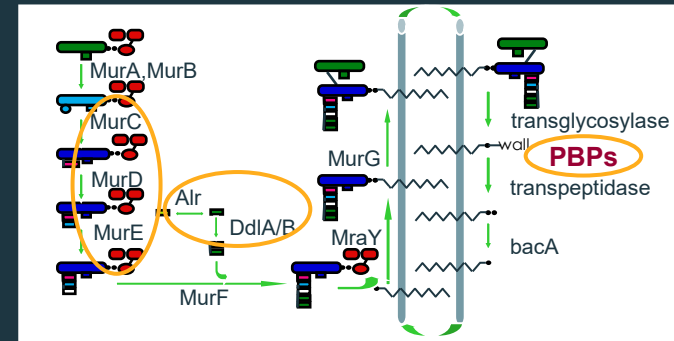 MurA,MurB
MurC
MurD
MurE
Alr
DdlA/B
MurF
MurG
MraY
transglycosylase
wall
PBPs
transpeptidase
bacA